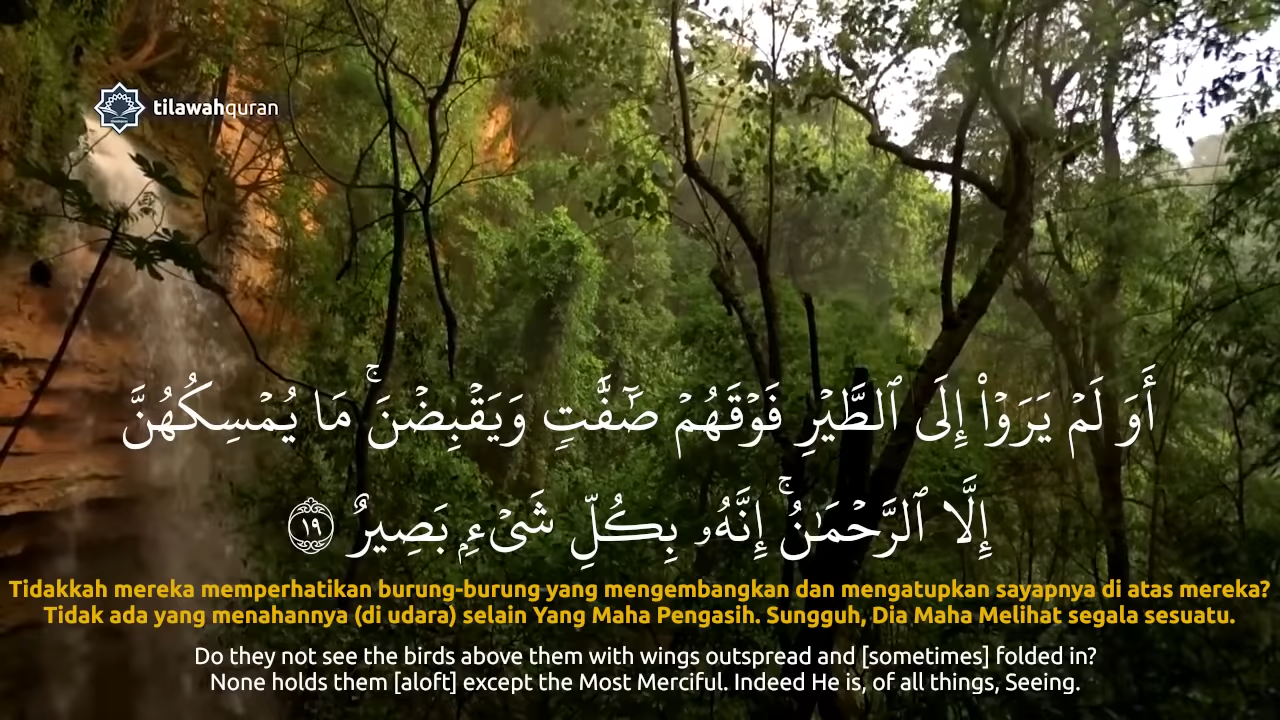 tilawahquran
أَوَ لَمْ يَرَوْا۟ إِلَى ٱلطَّيْرِ فَوْقَهُمْ صَٰٓفَّٰتٍ وَيَقْبِضْنَ ۚ مَا يُمْسِكُهُنَّ
إِلَّا ٱلرَّحْمَٰنُ ۚ إِنَّهُۥ بِكُلِّ شَىْءٍۭ بَصِيرٌ ١٩
Tidakkah mereka memperhatikan burung-burung yang mengembangkan dan mengatupkan sayapnya di atas mereka?
Tidak ada yang menahannya (di udara) selain Yang Maha Pengasih. Sungguh, Dia Maha Melihat segala sesuatu.
Do they not see the birds above them with wings outspread and [sometimes] folded in?
None holds them [aloft] except the Most Merciful. Indeed He is, of all things, Seeing.